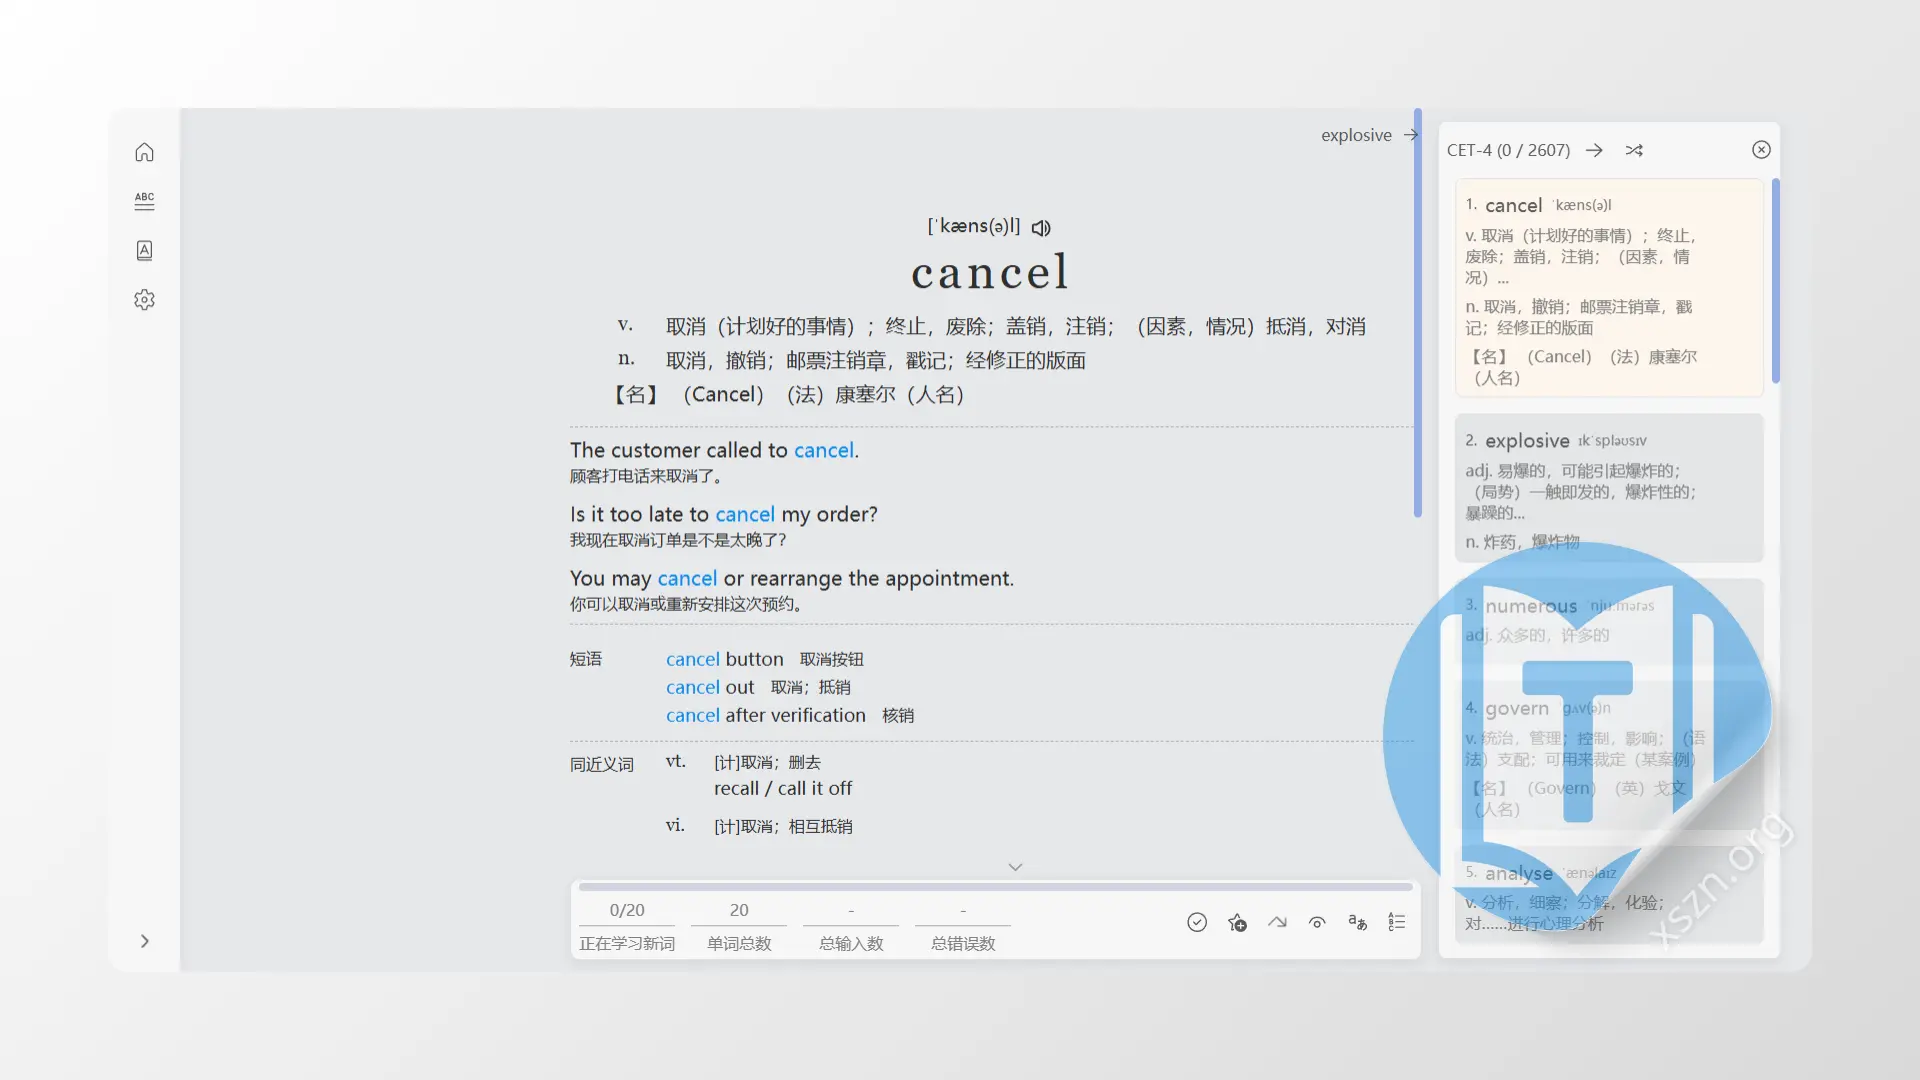 ABC
A
explosive →
[ˈkæns(ə)l]
cancel
v. 取消（计划好的事情）；终止，废除；盖销，注销；（因素，情况）抵消，对消
n. 取消，撤销；邮票注销章，戳记；经修正的版面
【名】 （Cancel）（法）康塞尔（人名）
The customer called to cancel.
顾客打电话来取消了。
Is it too late to cancel my order?
我现在取消订单是不是太晚了?
You may cancel or rearrange the appointment.
你可以取消或重新安排这次预约。
短语 cancel button 取消按钮
cancel out 取消；抵销
cancel after verification 核销
同近义词 vt. [计]取消；删去
recall / call it off
vi. [计]取消；相互抵销
0/20 20 - -
正在学习新词 单词总数 总输入数 总错误数
CET-4 (0 / 2607)
1. cancel ˈkæns(ə)l
v. 取消（计划好的事情）；终止，
废除；盖销，注销；（因素，情
况）...
n. 取消，撤销；邮票注销章，戳
记；经修正的版面
【名】 （Cancel）（法）康塞尔
（人名）
2. explosive ɪkˈspləʊsɪv
adj. 易爆的，可能引起爆炸的；
（局势）一触即发的，爆炸性的；
暴躁的...
n. 炸药，爆炸物
3. numerous ˈnjuːmərəs
adj. 众多的，许多的
4. govern ˈɡʌv(ə)n
v. 统治，管理；控制，影响；（语
法）支配；可用来裁定（某案例）
【名】 （Govern）（英）戈文
（人名）
5. analyse ˈænəlaɪz
v. 分析，细察；分解，化验；
对......进行心理分析
T
xszn.org